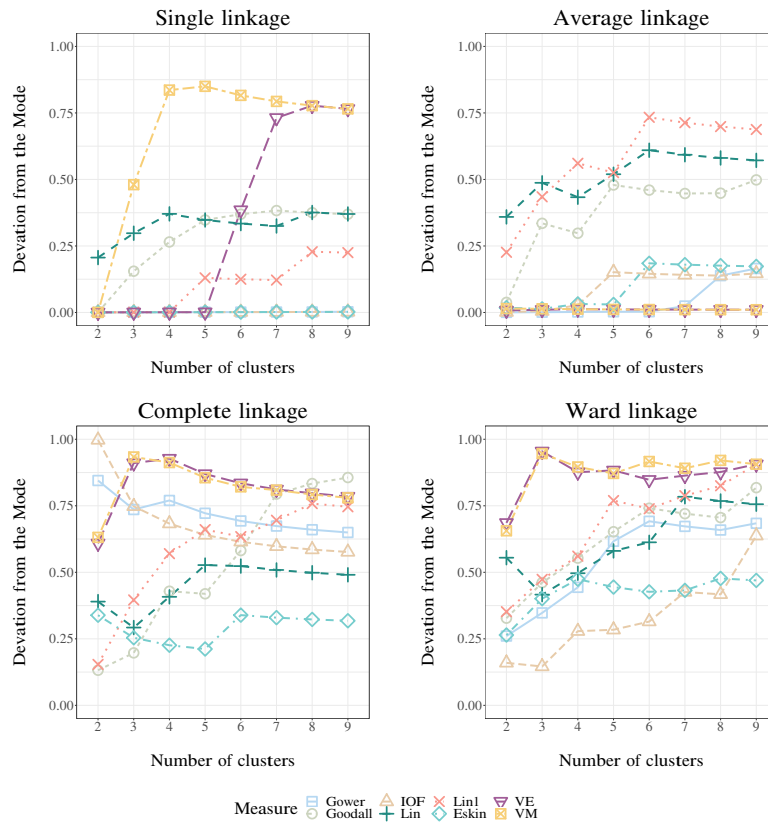 Single linkage
Average linkage
Devation from the Mode
1.00
0.75
0.50
0.25
0.00
2 3 4 5 6 7 8 9
Number of clusters
Devation from the Mode
1.00
0.75
0.50
0.25
0.00
2 3 4 5 6 7 8 9
Number of clusters
Complete linkage
Ward linkage
Devation from the Mode
1.00
0.75
0.50
0.25
0.00
2 3 4 5 6 7 8 9
Number of clusters
Devation from the Mode
1.00
0.75
0.50
0.25
0.00
2 3 4 5 6 7 8 9
Number of clusters
Measure
Gower IOF Lin1 VE
Goodall Lin Eskin VM